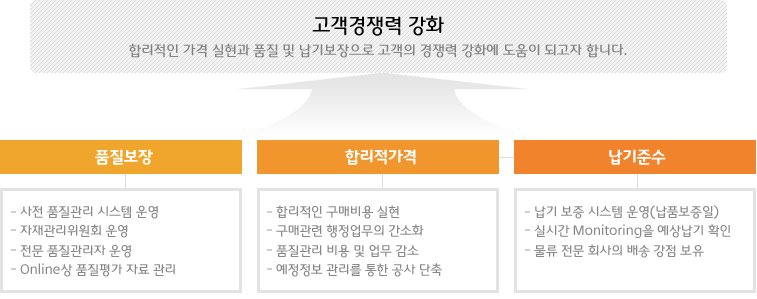 고객경쟁력 강화
합리적인 가격 실현과 품질 및 납기보장으로 고객의 경쟁력 강화에 도움이 되고자 합니다.
품질보장
- 사전 품질관리 시스템 운영
- 자재관리위원회 운영
- 전문 품질관리자 운영
- Online상 품질평가 자료 관리
합리적가격
- 합리적인 구매비용 실현
- 구매관련 행정업무의 간소화
- 품질관리 비용 및 업무 감소
- 예정정보 관리를 통한 공사 단축
납기준수
- 납기 보증 시스템 운영(납품보증일)
- 실시간 Monitoring을 예상납기 확인
- 물류 전문 회사의 배송 강점 보유